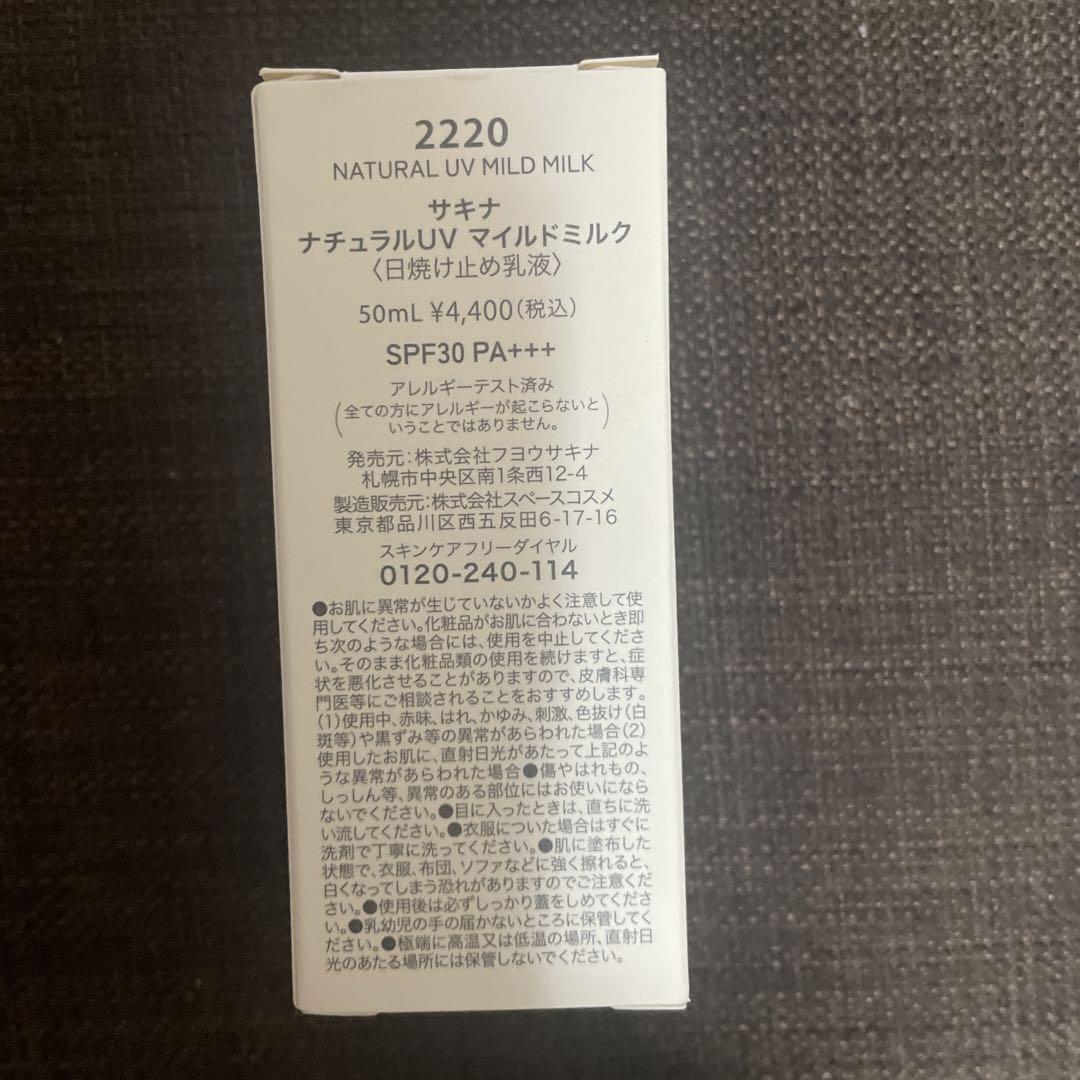 2220
NATURAL UV MILD MILK
サキナ
ナチュラルUV マイルドミルク
〈日焼け止め乳液〉
50mL ¥4,400(税込)
SPF30 PA+++
アレルギーテスト済み
(全ての方にアレルギーが起こらないと
いうことではありません。)
発売元:株式会社フヨウサキナ
札幌市中央区南1条西12-4
製造販売元:株式会社スペースコスメ
東京都品川区西五反田6-17-16
スキンケアフリーダイヤル
0120-240-114
●お肌に異常が生じていないかよく注意して使
用してください。化粧品がお肌に合わないとき即
ち次のような場合には、使用を中止してくださ
い。そのまま化粧品類の使用を続けますと、症
状を悪化させることがありますので、皮膚科専
門医等にご相談されることをおすすめします。
(1)使用中、赤味、はれ、かゆみ、刺激、色抜け(白
斑等)や黒ずみ等の異常があらわれた場合(2)
使用したお肌に、直射日光があたって上記のよ
うな異常があらわれた場合●傷やはれもの、
しっしん等、異常のある部位にはお使いになら
ないでください。●目に入ったときは、直ちに洗
い流してください。●衣服についた場合はすぐに
洗剤で丁寧に洗ってください。●肌に塗布した
状態で、衣服、布団、ソファなどに強く擦れると、
白くなってしまう恐れがありますのでご注意くだ
さい。●使用後は必ずしっかり蓋をしめてくださ
い。●乳幼児の手の届かないところに保管してく
ださい。●極端に高温又は低温の場所、直射日
光のあたる場所には保管しないでください。